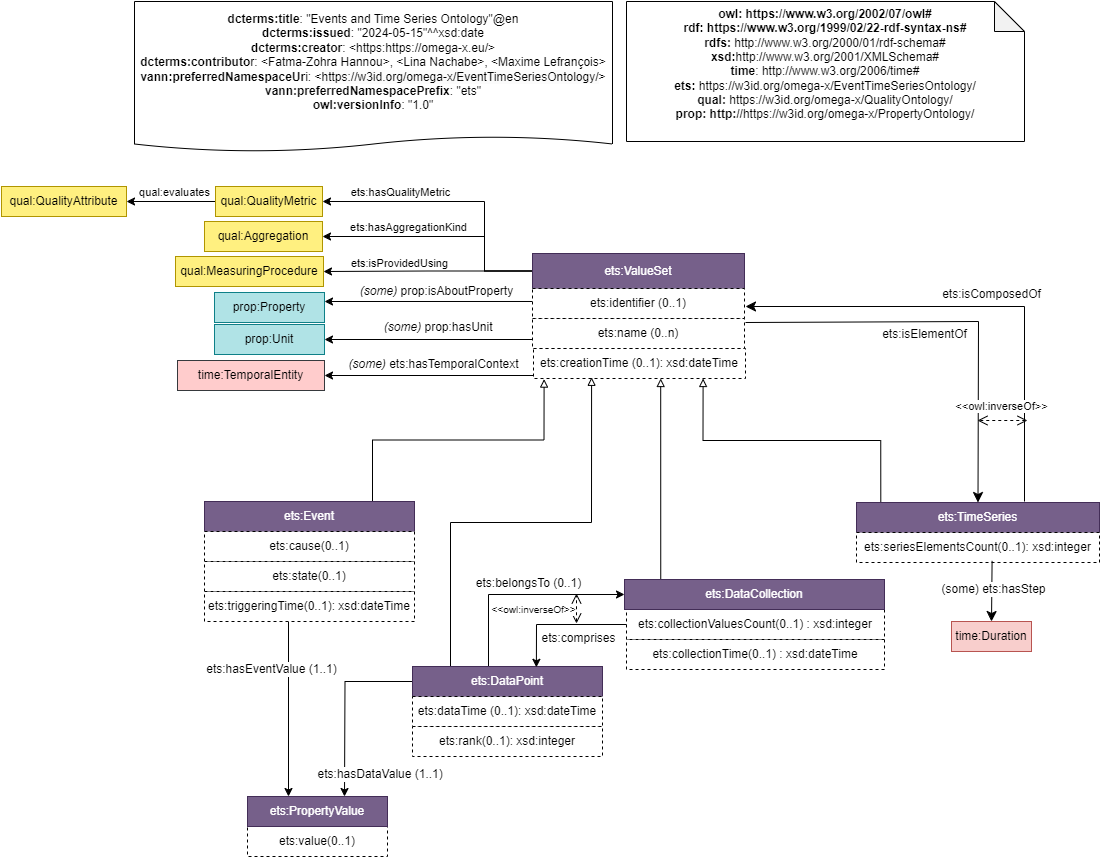 dcterms:title: "Events and Time Series Ontology"@en
dcterms:issued: "2024-05-15"^^xsd:date
dcterms:creator: <https:https://omega-x.eu/>
dcterms:contributor: <Fatma-Zohra Hannou>, <Lina Nachabe>, <Maxime Lefrançois>
vann:preferredNamespaceUri: <https://w3id.org/omega-x/EventTimeSeriesOntology/>
vann:preferredNamespacePrefix: "ets"
owl:versionInfo: "1.0"
owl: https://www.w3.org/2002/07/owl#
rdf: https://www.w3.org/1999/02/22-rdf-syntax-ns#
rdfs: http://www.w3.org/2000/01/rdf-schema#
xsd:http://www.w3.org/2001/XMLSchema#
time: http://www.w3.org/2006/time#
ets: https://w3id.org/omega-x/EventTimeSeriesOntology/
qual: https://w3id.org/omega-x/QualityOntology/
prop: http://https://w3id.org/omega-x/PropertyOntology/
qual:QualityAttribute
qual:evaluates
qual:QualityMetric
ets:hasQualityMetric
qual:Aggregation
ets:hasAggregationKind
qual:MeasuringProcedure
ets:isProvidedUsing
prop:Property
(some) prop:isAboutProperty
prop:Unit
(some) prop:hasUnit
time:TemporalEntity
(some) ets:hasTemporalContext
ets:ValueSet
ets:identifier (0..1)
ets:name (0..n)
ets:creationTime (0..1): xsd:dateTime
ets:isComposedOf
ets:isElementOf
<<owl:inverseOf>>
ets:Event
ets:cause(0..1)
ets:state(0..1)
ets:triggeringTime(0..1): xsd:dateTime
ets:TimeSeries
ets:seriesElementsCount(0..1): xsd:integer
(some) ets:hasStep
time:Duration
ets:belongsTo (0..1)
<<owl:inverseOf>>
ets:comprises
ets:DataCollection
ets:collectionValuesCount(0..1) : xsd:integer
ets:collectionTime(0..1) : xsd:dateTime
ets:hasEventValue (1..1)
ets:DataPoint
ets:dataTime (0..1): xsd:dateTime
ets:rank(0..1): xsd:integer
ets:hasDataValue (1..1)
ets:PropertyValue
ets:value(0..1)